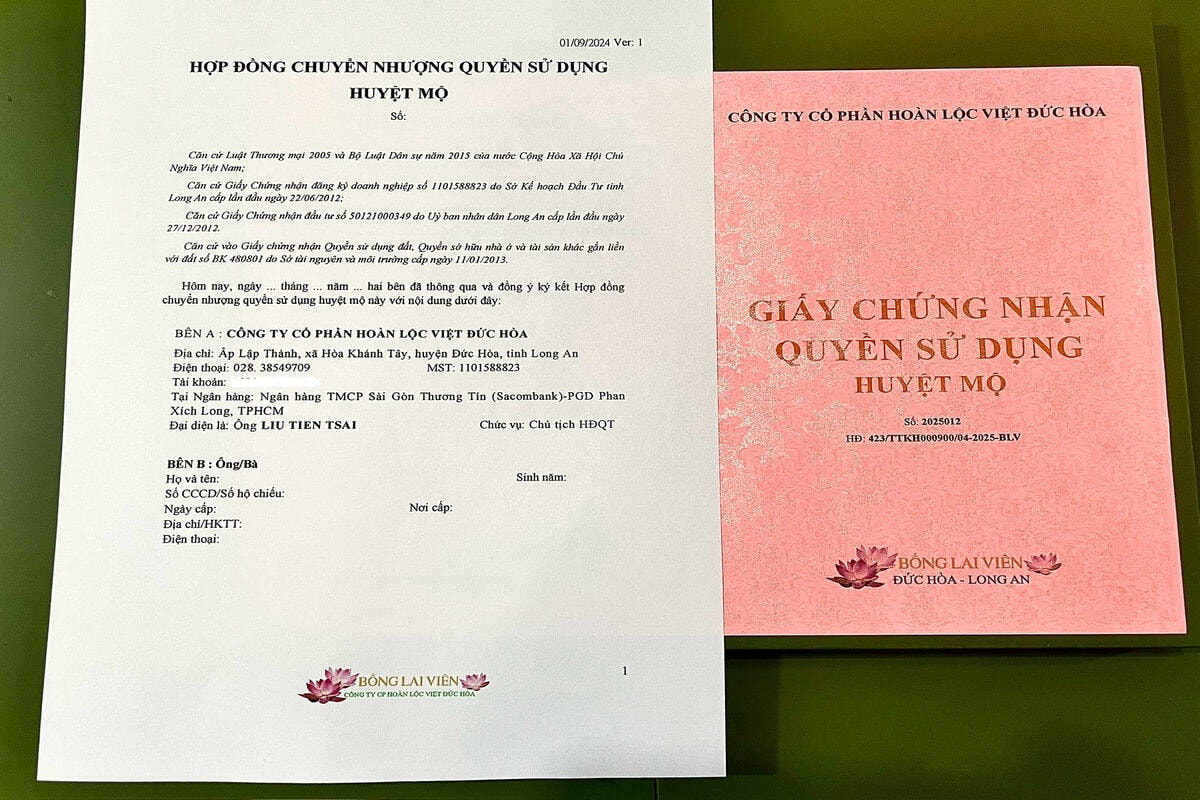 01/09/2024 Ver: 1
HỢP ĐỒNG CHUYỂN NHƯỢNG QUYỀN SỬ DỤNG
HUYỆT MỘ
Số:
Căn cứ Luật Thương mại 2005 và Bộ Luật Dân sự năm 2015 của nước Cộng Hòa Xã Hội Chủ
Nghĩa Việt Nam;
Căn cứ Giấy Chứng nhận đăng ký doanh nghiệp số 1101588823 do Sở Kế hoạch Đầu Tư tỉnh
Long An cấp lần đầu ngày 22/06/2012;
Căn cứ Giấy Chứng nhận đầu tư số 50121000349 do Uỷ ban nhân dân Long An cấp lần đầu ngày
27/12/2012.
Căn cứ vào Giấy chứng nhận Quyền sử dụng đất, Quyền sở hữu nhà ở và tài sản khác gắn liền
với đất số BK 480801 do Sở tài nguyên và môi trường cấp ngày 11/01/2013.
Hôm nay, ngày ... tháng ... năm ... hai bên đã thông qua và đồng ý ký kết Hợp đồng
chuyển nhượng quyền sử dụng huyệt mộ này với nội dung dưới đây:
BÊN A : CÔNG TY CỔ PHẦN HOÀN LỘC VIỆT ĐỨC HÒA
Địa chỉ: Ấp Lập Thành, xã Hòa Khánh Tây, huyện Đức Hòa, tỉnh Long An
Điện thoại: 028. 38549709 MST: 1101588823
Tài khoản:
Tại Ngân hàng: Ngân hàng TMCP Sài Gòn Thương Tín (Sacombank)-PGD Phan
Xích Long, TPHCM
Đại diện là: Ông LIU TIEN TSAI Chức vụ: Chủ tịch HĐQT
BÊN B : Ông/Bà
Họ và tên: Sinh năm:
Số CCCD/Số hộ chiếu:
Ngày cấp: Nơi cấp:
Địa chỉ/HKTT:
Điện thoại:
1
BỒNG LAI VIÊN
CÔNG TY CP HOÀN LỘC VIỆT ĐỨC HÒA
CÔNG TY CỔ PHẦN HOÀN LỘC VIỆT ĐỨC HÒA
GIẤY CHỨNG NHẬN
QUYỀN SỬ DỤNG
HUYỆT MỘ
Số: 2025012
HĐ: 423/TTKH000900/04-2025-BLV
BỒNG LAI VIÊN
ĐỨC HÒA - LONG AN